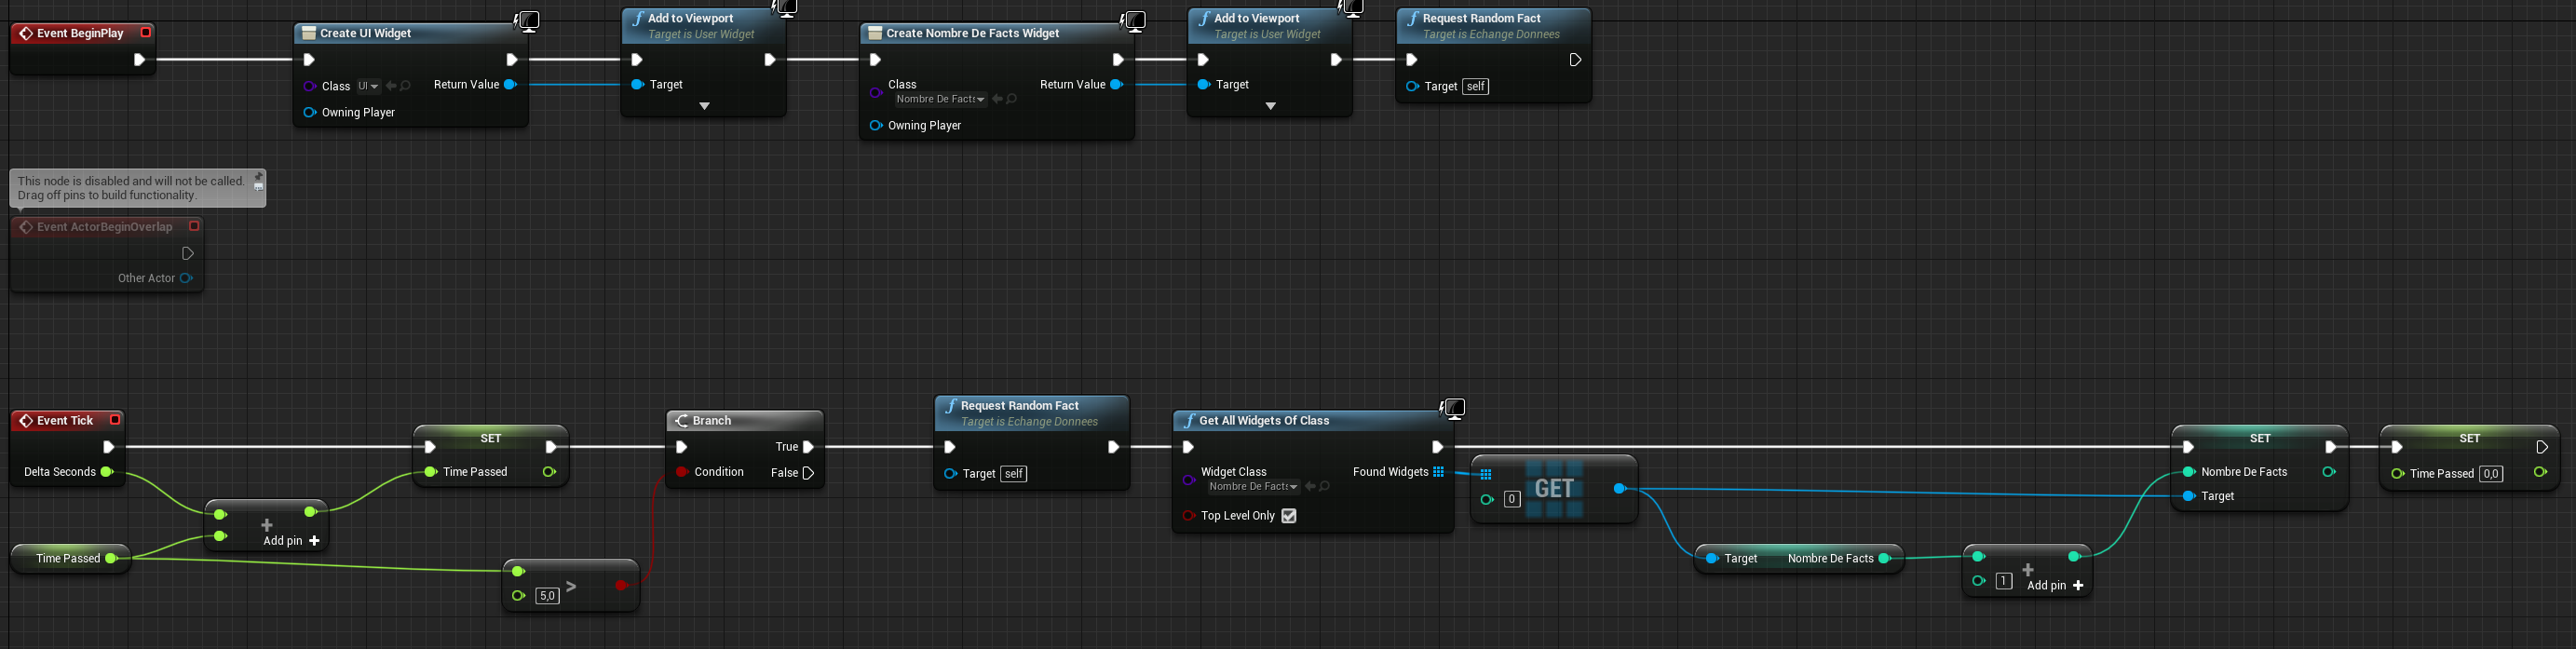 Event BeginPlay
Create UI Widget
Class UI Return Value
Owning Player
Add to Viewport
Target is User Widget
Target
Create Nombre De Facts Widget
Class Return Value
Nombre De Facts
Owning Player
Add to Viewport
Target is User Widget
Target
Request Random Fact
Target is Echange Donnees
Target self
This node is disabled and will not be called.
Drag off pins to build functionality.
Event ActorBeginOverlap
Other Actor
Event Tick
Delta Seconds
Time Passed
Add pin
SET
Time Passed
5,0
>
Branch
True
Condition False
Request Random Fact
Target is Echange Donnees
Target self
Get All Widgets Of Class
Widget Class Found Widgets
Nombre De Facts
Top Level Only
0 GET
Target Nombre De Facts
1
Add pin
SET
Nombre De Facts
Target
SET
Time Passed 0,0